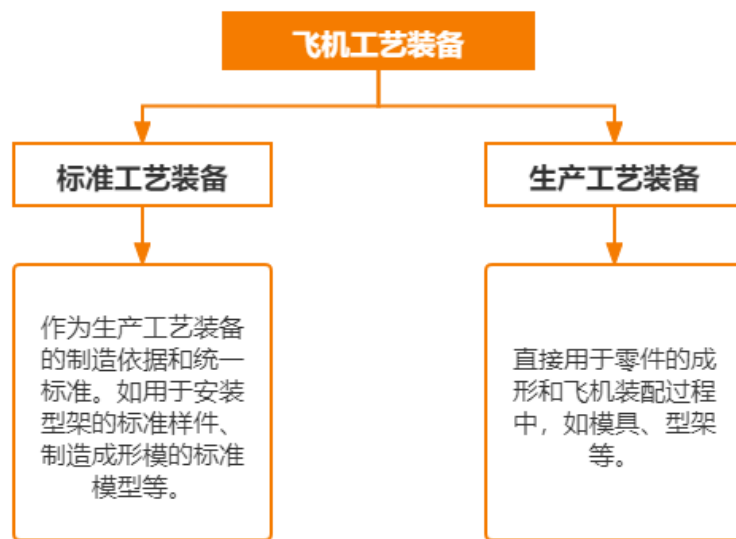 飞机工艺装备
标准工艺装备
生产工艺装备
作为生产工艺装备
的制造依据和统一
标准。如用于安装
型架的标准样件、
制造成形模的标准
模型等。
直接用于零件的成
形和飞机装配过程
中，如模具、型架
等。